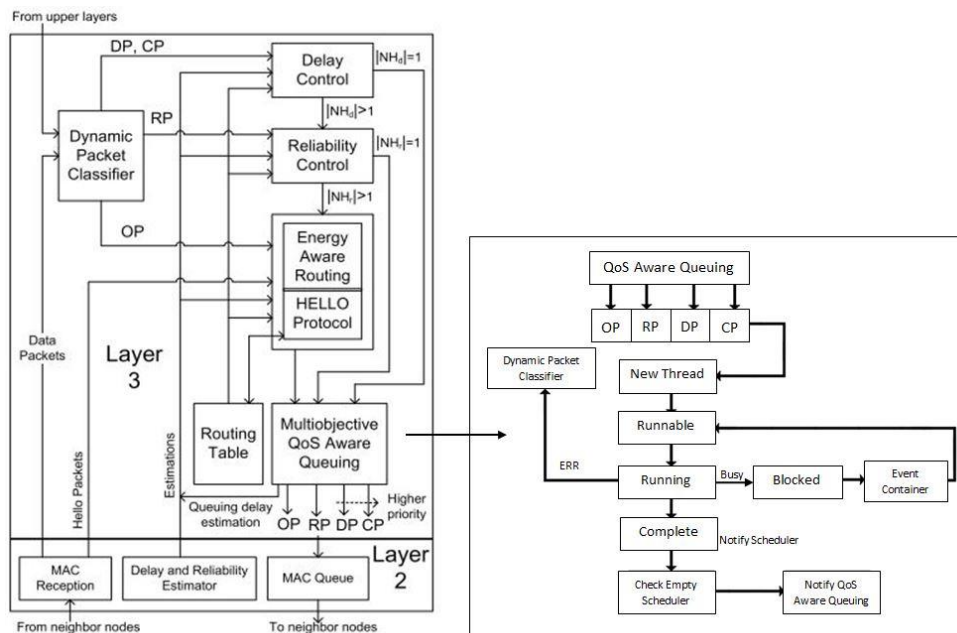 From upper layers
DP, CP
Delay
Control
|NH_d|=1
|NH_d|>1
Dynamic
Packet
Classifier
RP
Reliability
Control
|NH_r|=1
|NH_r|>1
OP
Energy
Aware
Routing
HELLO
Protocol
Data
Packets
Layer
3
Routing
Table
Multiobjective
QoS Aware
Queuing
Hello Packets
Estimations
Queuing delay
estimation
OP
RP
DP
CP
Higher
priority
Layer
2
MAC
Reception
Delay and Reliability
Estimator
MAC Queue
From neighbor nodes
To neighbor nodes
QoS Aware Queuing
OP
RP
DP
CP
Dynamic Packet
Classifier
New Thread
Runnable
ERR
Running
Busy
Blocked
Event
Container
Complete
Notify Scheduler
Check Empty
Scheduler
Notify QoS
Aware Queuing